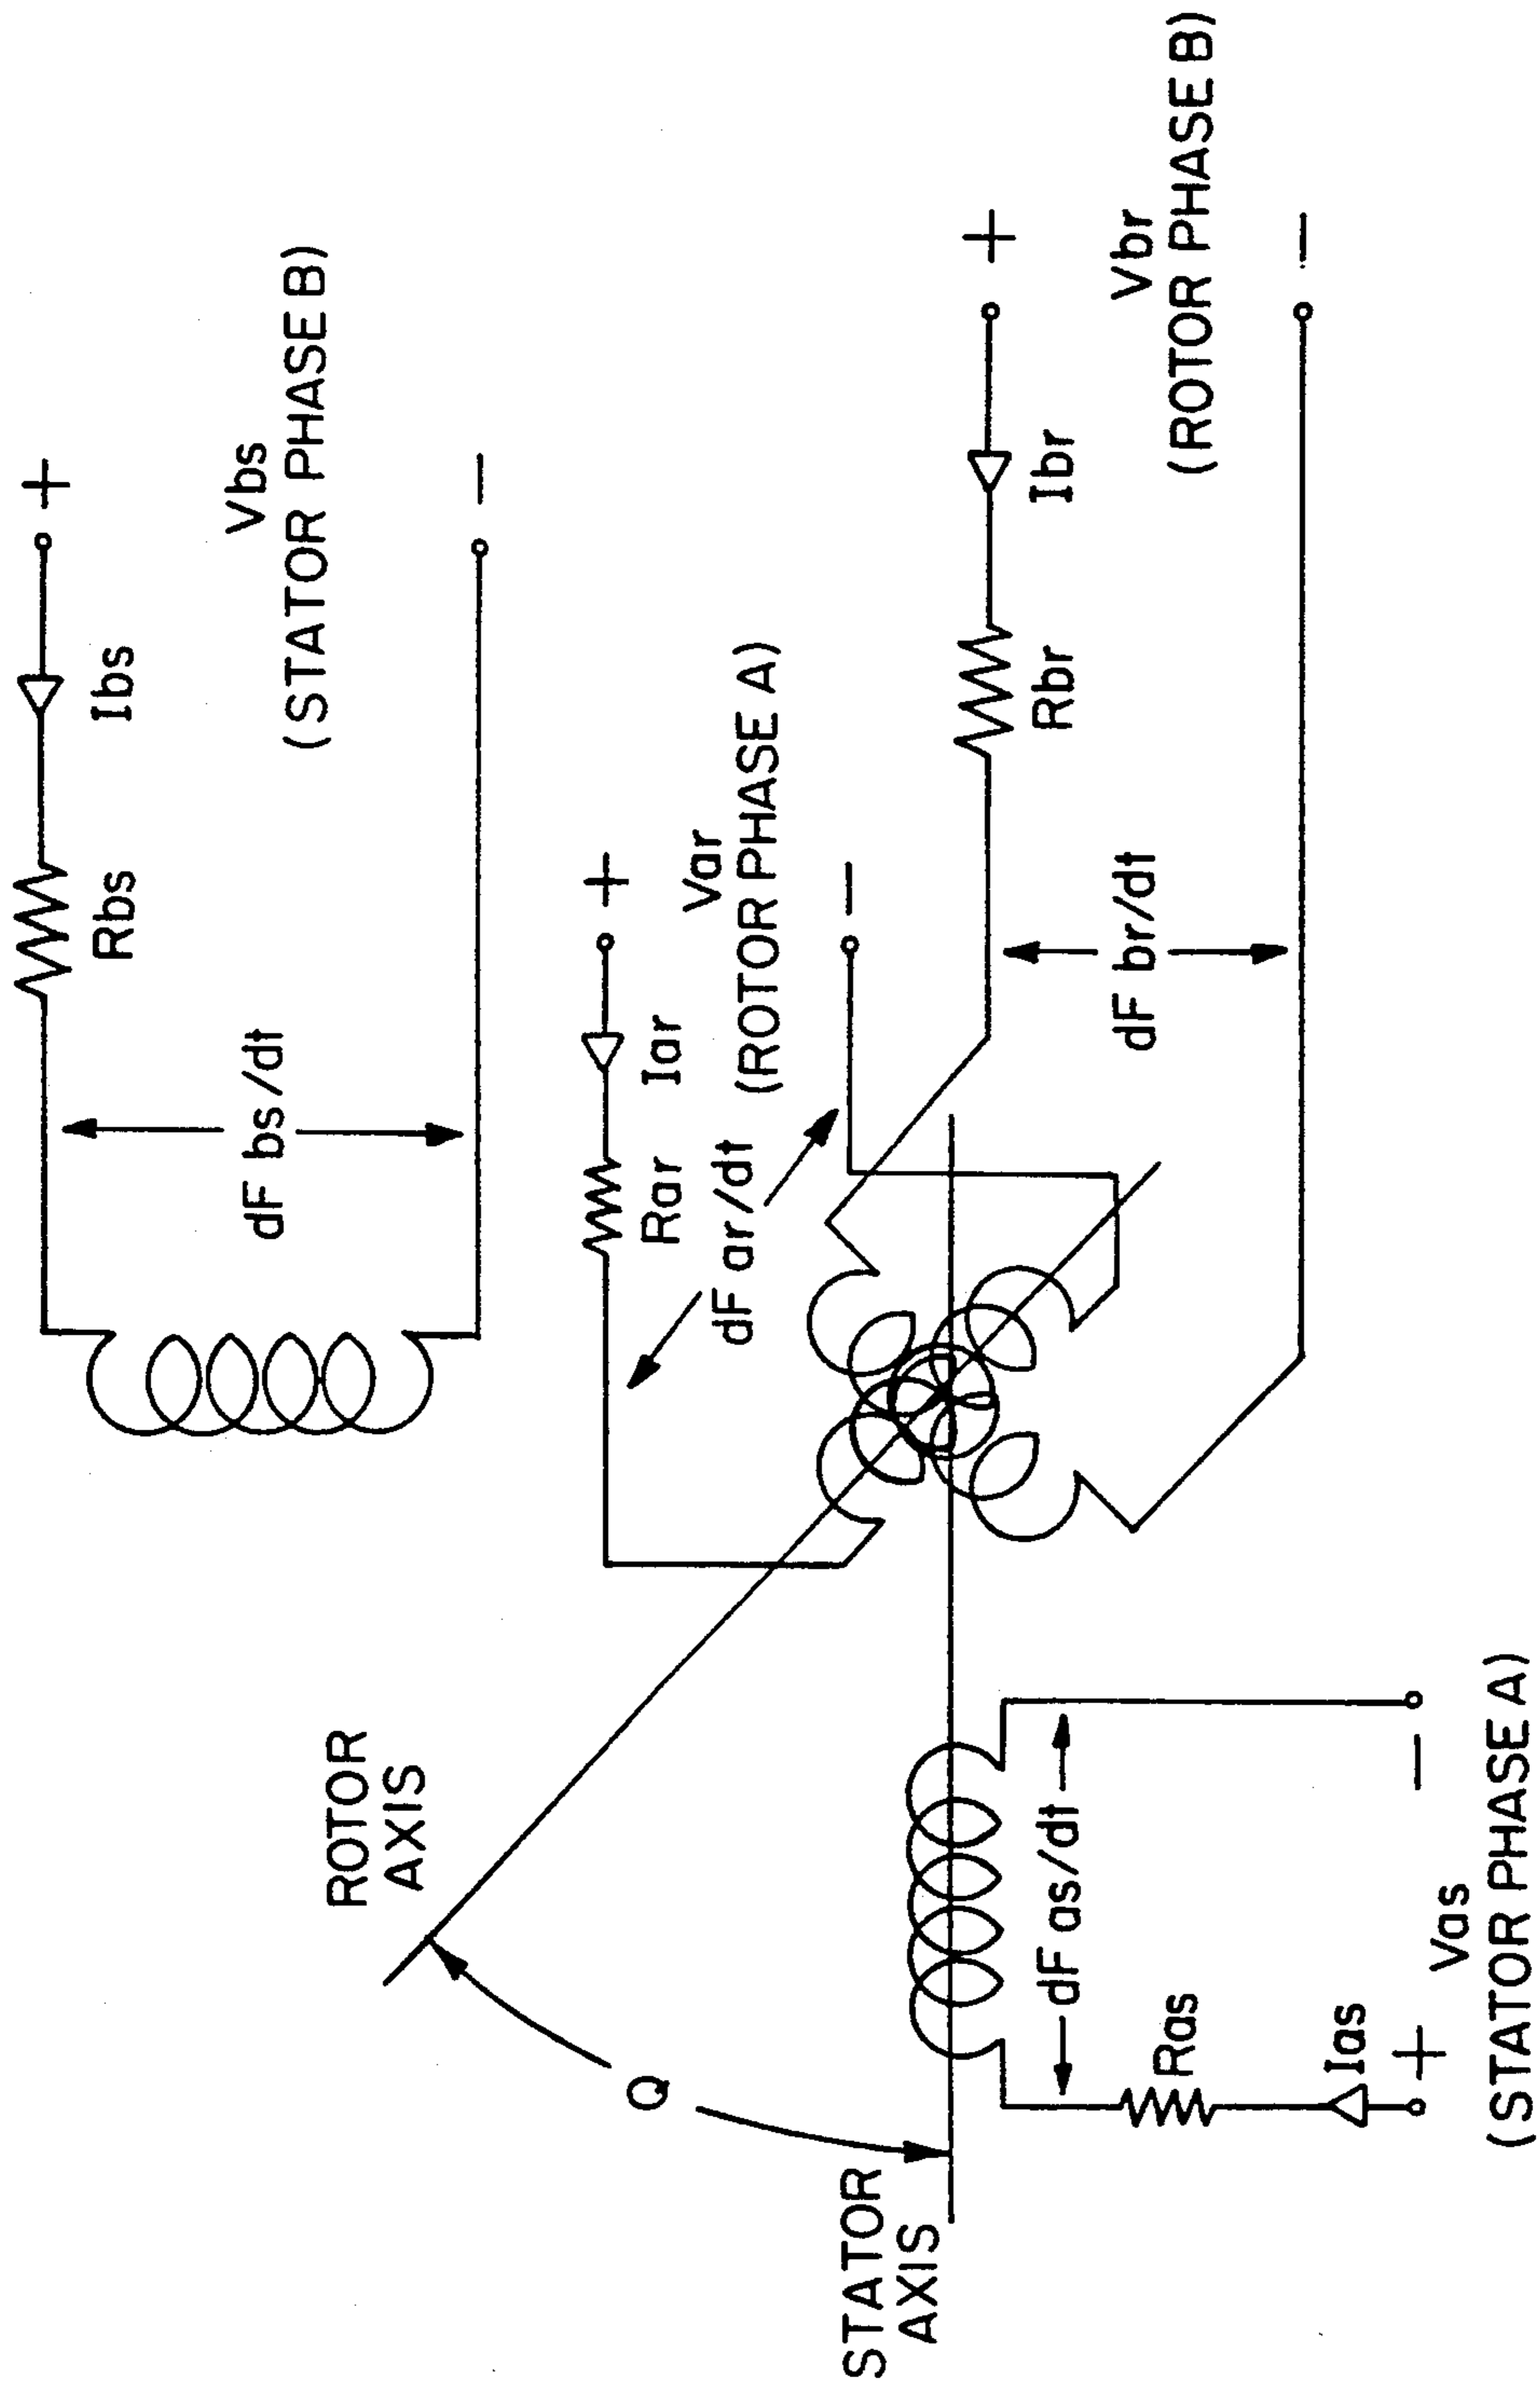 +
Rbs
Ibs
dF bs/dt
Vbs
(STATOR PHASE B)
−
ROTOR
AXIS
Q
STATOR
AXIS
+
Rar
Iar
dF ar/dt
Var
(ROTOR PHASE A)
−
+
Rbr
Ibr
dF br/dt
Vbr
(ROTOR PHASE B)
−
dF as/dt
Ras
Ias
+
−
Vas
(STATOR PHASE A)